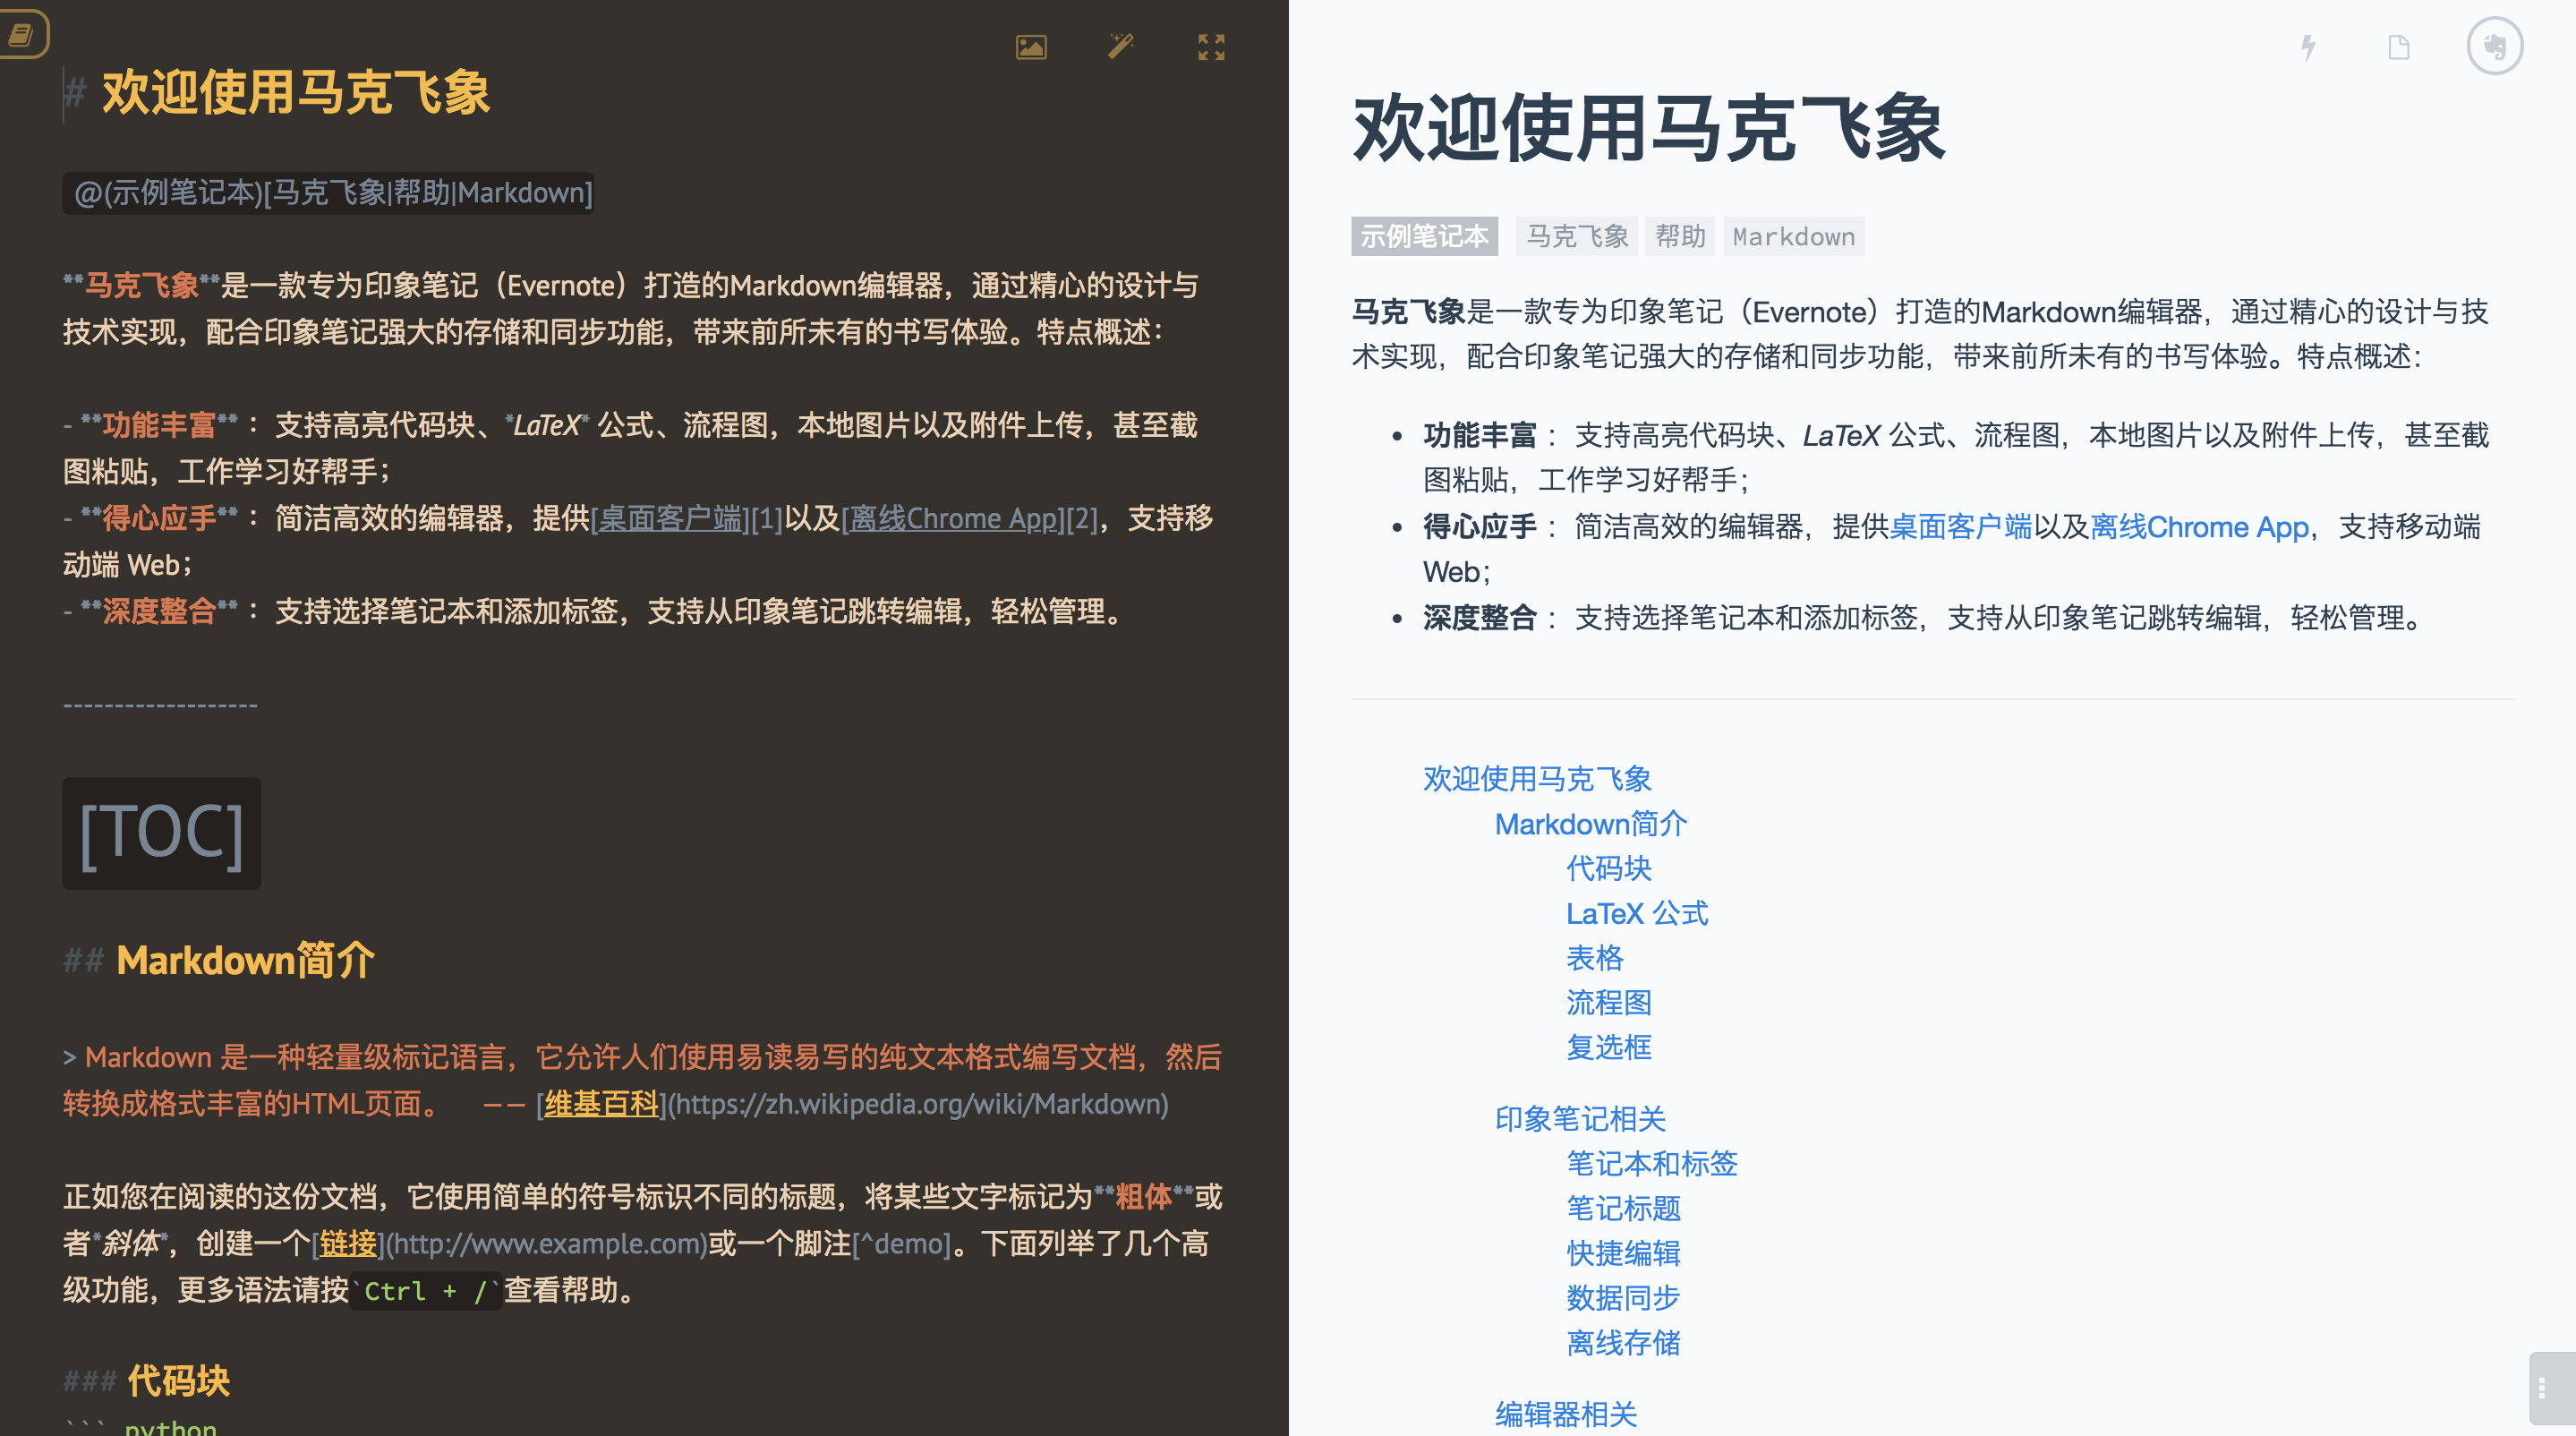 # 欢迎使用马克飞象
@(示例笔记本)[马克飞象|帮助|Markdown]
**马克飞象**是一款专为印象笔记（Evernote）打造的Markdown编辑器，通过精心的设计与
技术实现，配合印象笔记强大的存储和同步功能，带来前所未有的书写体验。特点概述：
- **功能丰富** ：支持高亮代码块、*LaTeX* 公式、流程图，本地图片以及附件上传，甚至截
图粘贴，工作学习好帮手；
- **得心应手** ：简洁高效的编辑器，提供[桌面客户端][1]以及[离线Chrome App][2]，支持移
动端 Web；
- **深度整合** ：支持选择笔记本和添加标签，支持从印象笔记跳转编辑，轻松管理。
-------------------
[TOC]
## Markdown简介
> Markdown 是一种轻量级标记语言，它允许人们使用易读易写的纯文本格式编写文档，然后
转换成格式丰富的HTML页面。 —— [维基百科](https://zh.wikipedia.org/wiki/Markdown)
正如您在阅读的这份文档，它使用简单的符号标识不同的标题，将某些文字标记为**粗体**或
者*斜体*，创建一个[链接](http://www.example.com)或一个脚注[^demo]。下面列举了几个高
级功能，更多语法请按`Ctrl + /`查看帮助。
### 代码块
``` python
欢迎使用马克飞象
示例笔记本 马克飞象 帮助 Markdown
马克飞象是一款专为印象笔记（Evernote）打造的Markdown编辑器，通过精心的设计与技
术实现，配合印象笔记强大的存储和同步功能，带来前所未有的书写体验。特点概述：
• 功能丰富 ：支持高亮代码块、LaTeX 公式、流程图，本地图片以及附件上传，甚至截
图粘贴，工作学习好帮手；
• 得心应手 ：简洁高效的编辑器，提供桌面客户端以及离线Chrome App，支持移动端
Web；
• 深度整合 ：支持选择笔记本和添加标签，支持从印象笔记跳转编辑，轻松管理。
欢迎使用马克飞象
Markdown简介
代码块
LaTeX 公式
表格
流程图
复选框
印象笔记相关
笔记本和标签
笔记标题
快捷编辑
数据同步
离线存储
编辑器相关